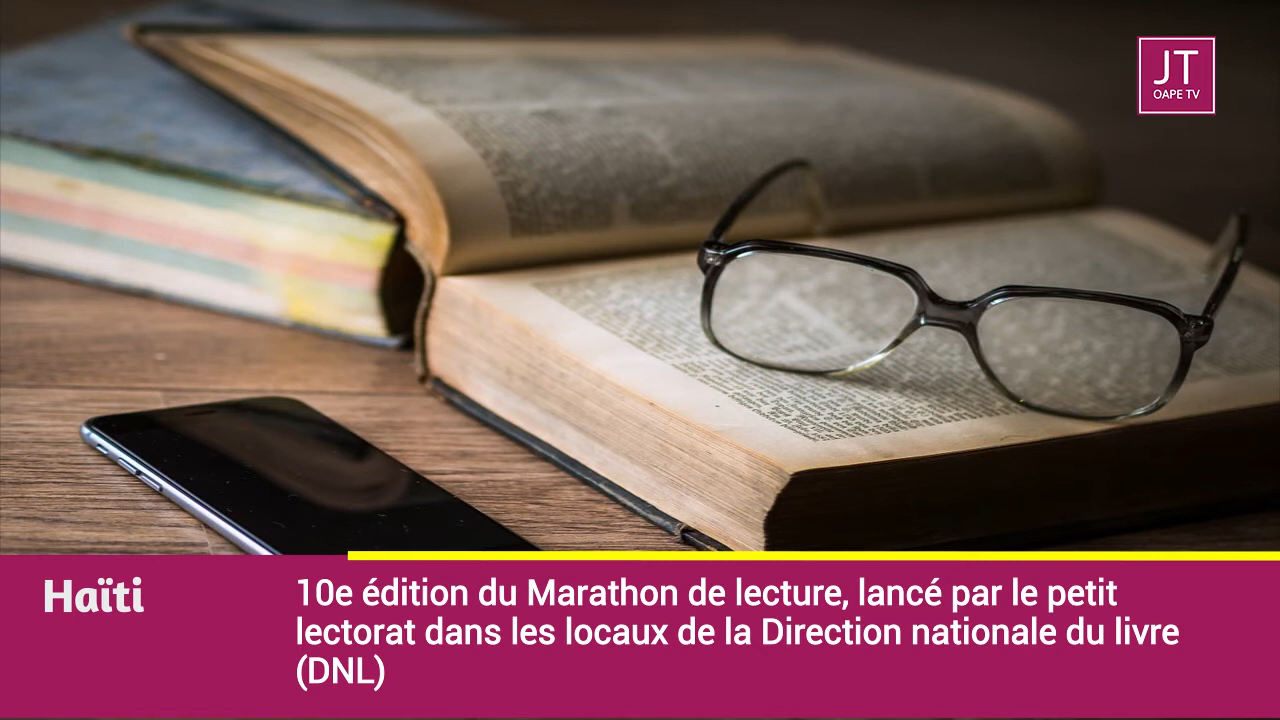 JT
OAPE TV
Haïti
10e édition du Marathon de lecture, lancé par le petit
lectorat dans les locaux de la Direction nationale du livre
(DNL)